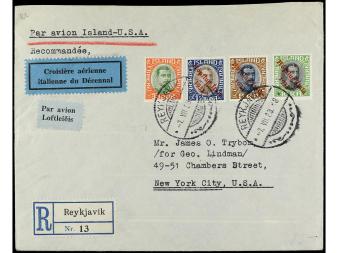 Par avion Island-U.S.A.
Recommandée,
Croisière aérienne
italienne du Décennal
Par avion
Loftleiðis
ISLAND
ISLAND
ISLAND
ISLAND
REYKJAVIK
REYKJAVIK
Mr. James O. Trybom,
/for Geo. Lindman/
49-51 Chambers Street,
New York City, U.S.A.
R
Reykjavik
Nr. 13